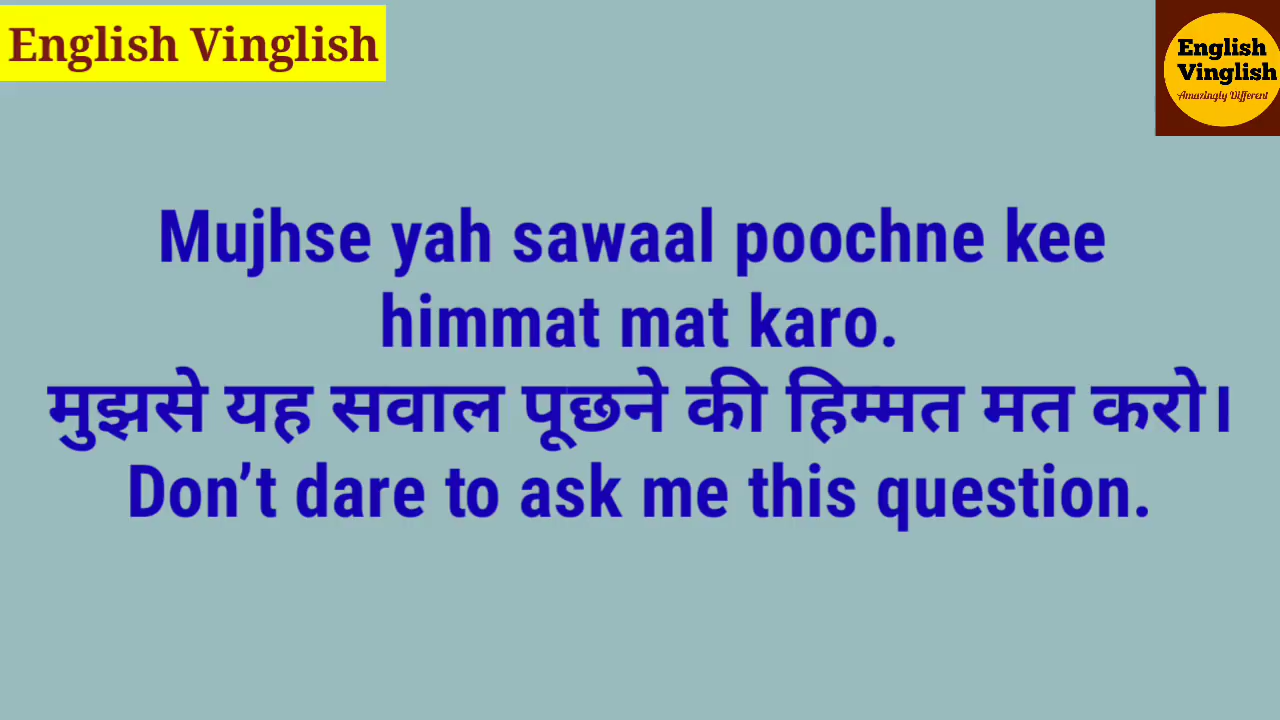 English Vinglish
English
Vinglish
Amazingly Different
Mujhse yah sawaal poochne kee
himmat mat karo.
मुझसे यह सवाल पूछने की हिम्मत मत करो।
Don’t dare to ask me this question.